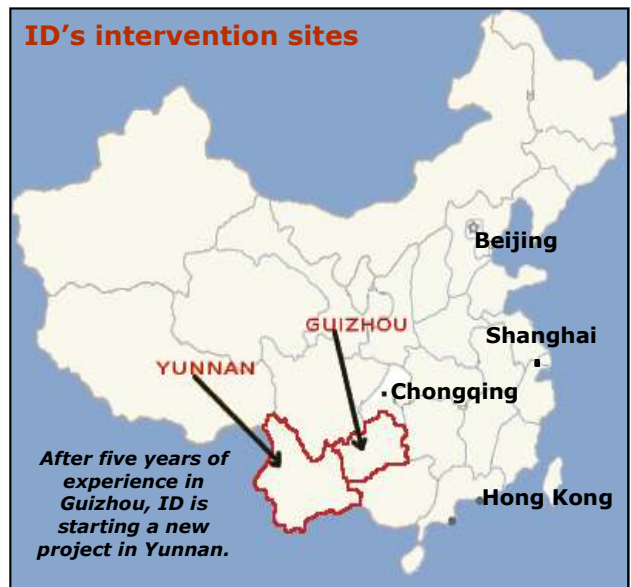 ID's intervention sites
Beijing
GUIZHOU
Shanghai
YUNNAN
Chongqing
After five years of
experience in
Guizhou, ID is
starting a new
project in Yunnan.
Hong Kong